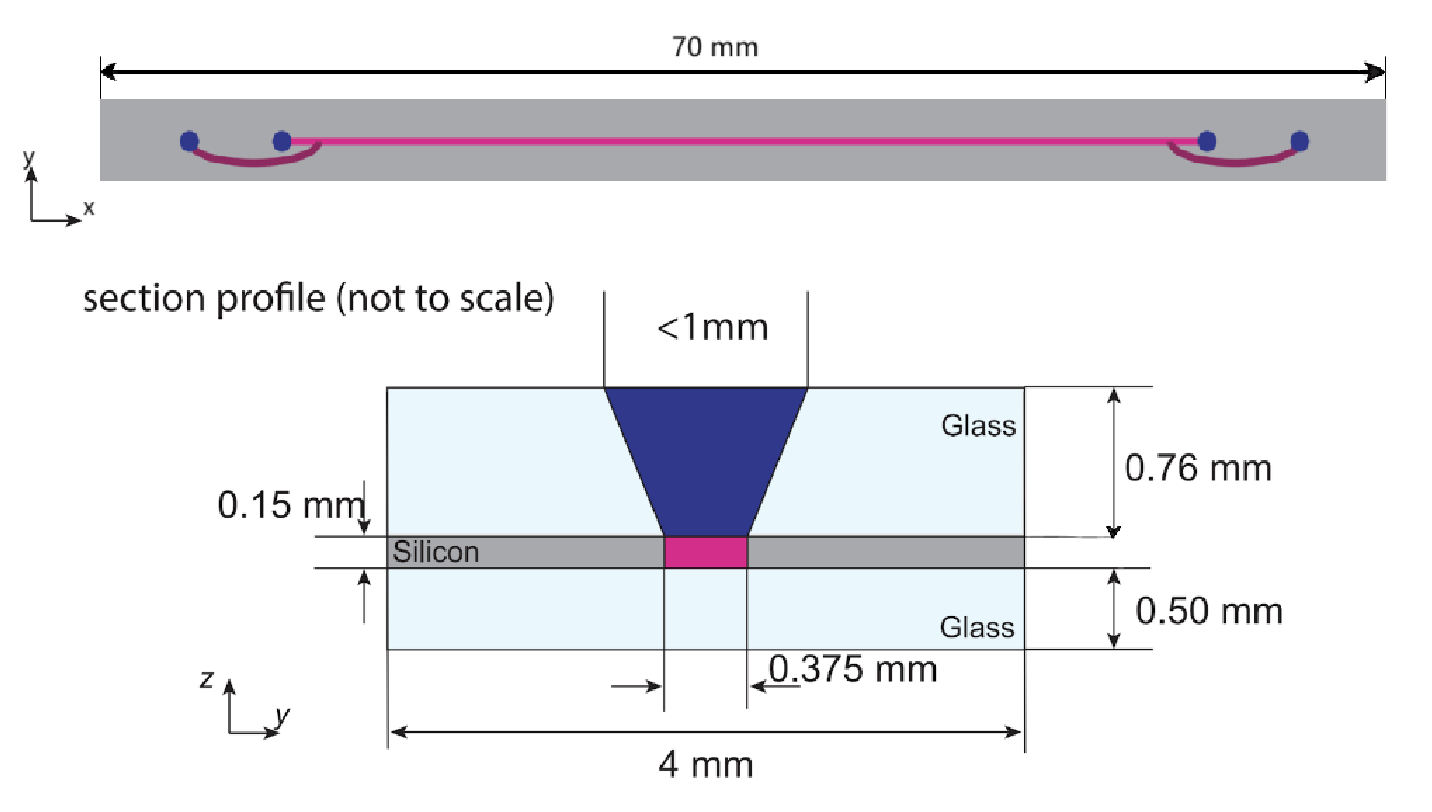 70 mm
y
x
section profile (not to scale)
<1mm
Glass
0.76 mm
0.15 mm
Silicon
0.50 mm
Glass
0.375 mm
z
y
4 mm